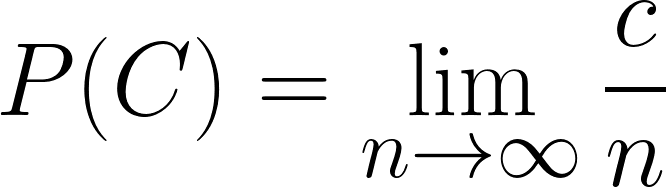 P(C) = lim_{n→∞} c/n